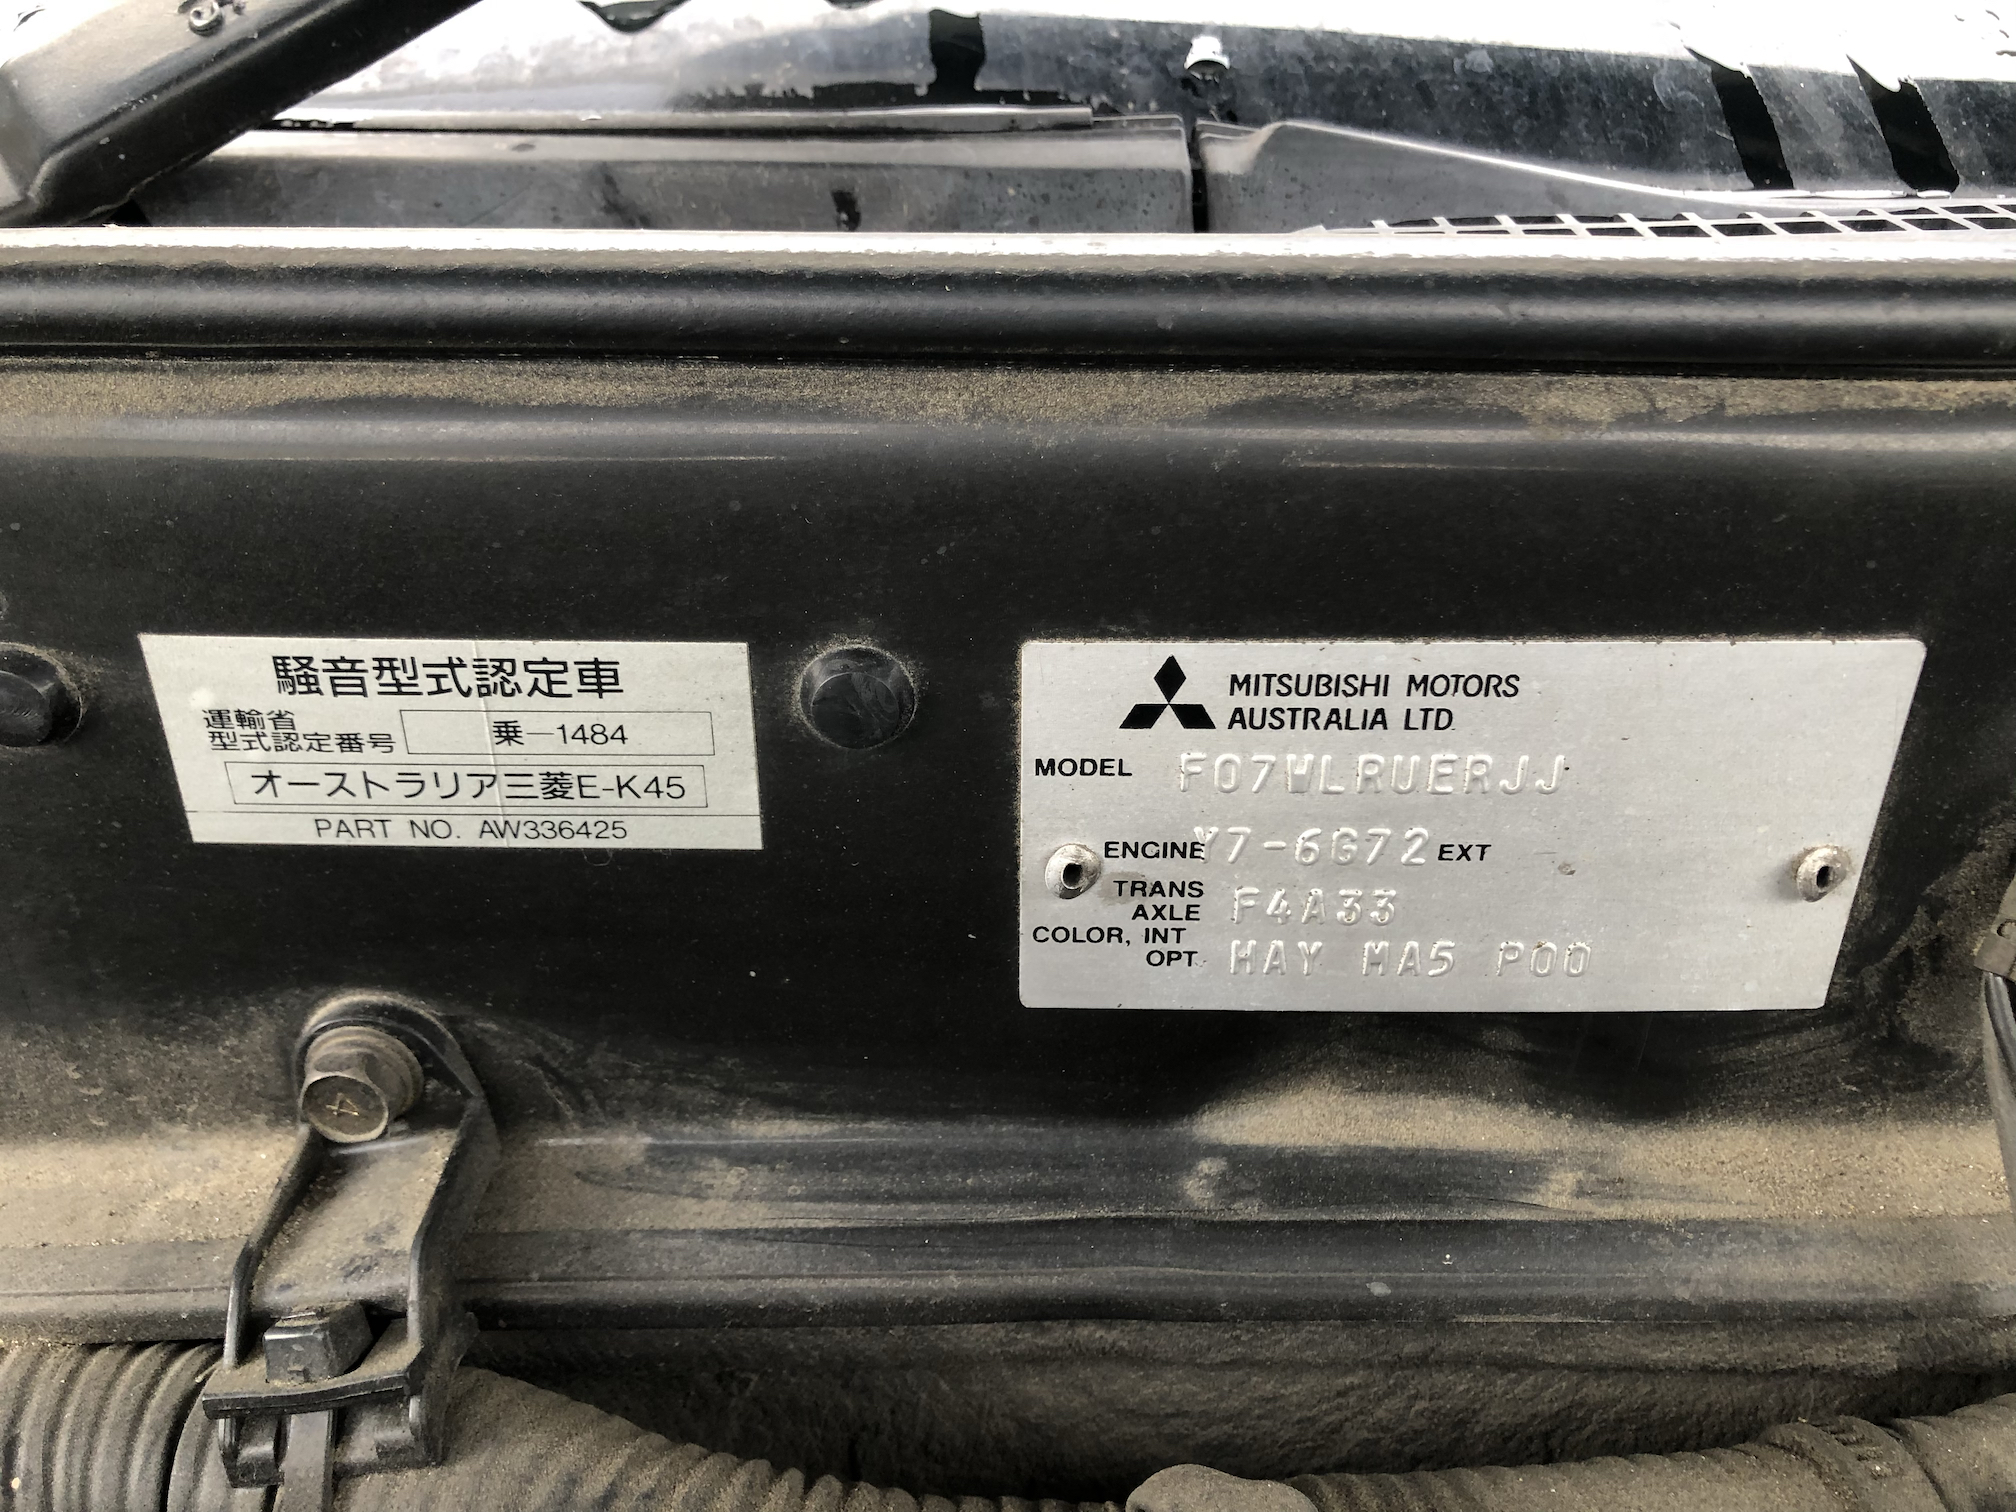 騒音型式認定車
運輸省
型式認定番号
乗-1484
オーストラリア三菱E-K45
PART NO. AW336425
MITSUBISHI MOTORS
AUSTRALIA LTD.
MODEL F07WLRUERJJ
ENGINE Y7-6G72 EXT
TRANS
AXLE F4A33
COLOR, INT
OPT. HAY MA5 P00
4